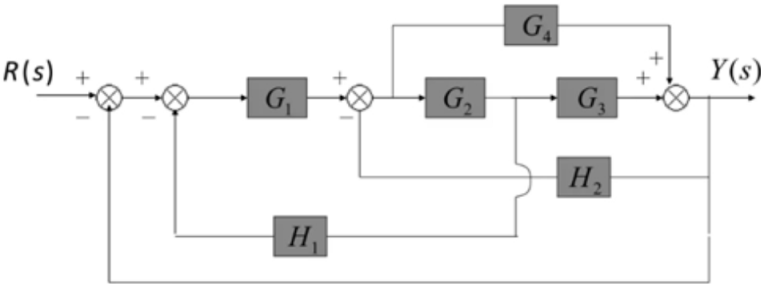 G₄
R(s) + + + + + Y(s)
G₁ G₂ G₃
− − −
H₂
H₁